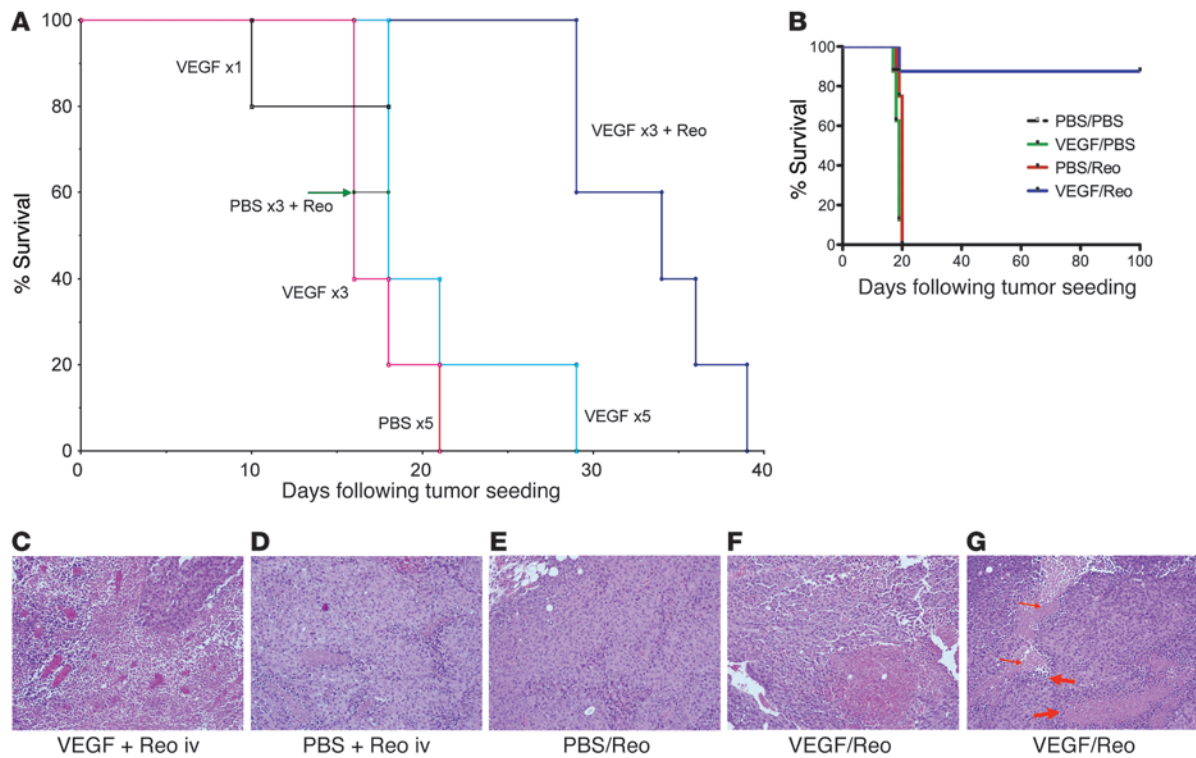 A
B
100
80
60
40
20
0
% Survival
0
10
20
30
40
Days following tumor seeding
VEGF x1
PBS x3 + Reo
VEGF x3
PBS x5
VEGF x5
VEGF x3 + Reo
100
80
60
40
20
0
% Survival
0
20
40
60
80
100
Days following tumor seeding
PBS/PBS
VEGF/PBS
PBS/Reo
VEGF/Reo
C
D
E
F
G
VEGF + Reo iv
PBS + Reo iv
PBS/Reo
VEGF/Reo
VEGF/Reo